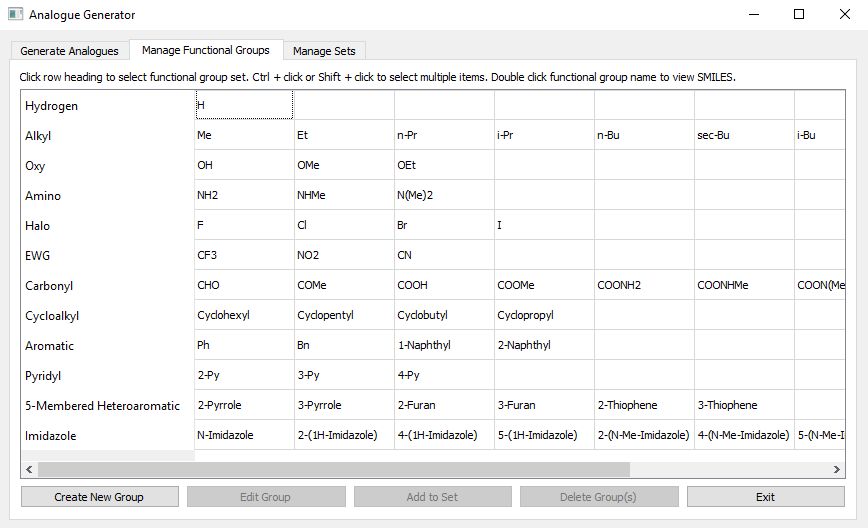 Analogue Generator
Generate Analogues Manage Functional Groups Manage Sets
Click row heading to select functional group set. Ctrl + click or Shift + click to select multiple items. Double click functional group name to view SMILES.
Hydrogen H
Alkyl Me Et n-Pr i-Pr n-Bu sec-Bu i-Bu
Oxy OH OMe OEt
Amino NH2 NHMe N(Me)2
Halo F Cl Br I
EWG CF3 NO2 CN
Carbonyl CHO COMe COOH COOMe COONH2 COONHMe COON(Me
Cycloalkyl Cyclohexyl Cyclopentyl Cyclobutyl Cyclopropyl
Aromatic Ph Bn 1-Naphthyl 2-Naphthyl
Pyridyl 2-Py 3-Py 4-Py
5-Membered Heteroaromatic 2-Pyrrole 3-Pyrrole 2-Furan 3-Furan 2-Thiophene 3-Thiophene
Imidazole N-Imidazole 2-(1H-Imidazole) 4-(1H-Imidazole) 5-(1H-Imidazole) 2-(N-Me-Imidazole) 4-(N-Me-Imidazole) 5-(N-Me-I
Create New Group Edit Group Add to Set Delete Group(s) Exit